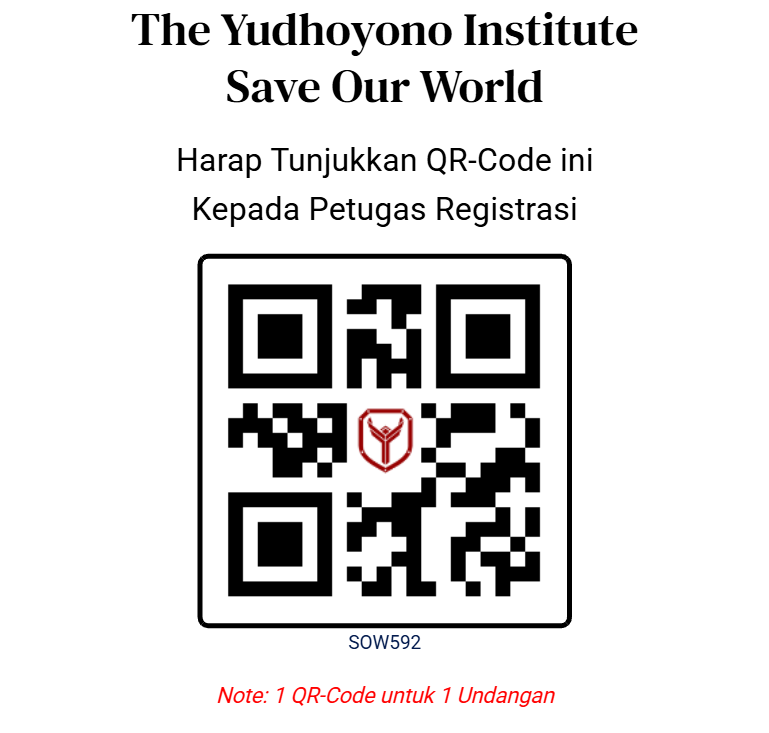 The Yudhoyono Institute
Save Our World
Harap Tunjukkan QR-Code ini
Kepada Petugas Registrasi
SOW592
Note: 1 QR-Code untuk 1 Undangan